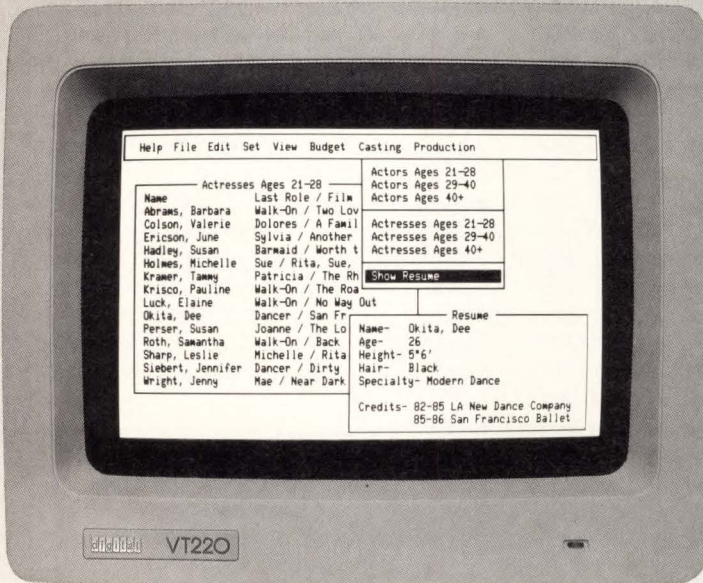 Help File Edit Set View Budget Casting Production
Actors Ages 21-28
Actors Ages 29-40
Actors Ages 40+
Actresses Ages 21-28
Actresses Ages 29-40
Actresses Ages 40+
Show Resume
Actresses Ages 21-28
Name Last Role / Film
Abrams, Barbara Walk-On / Two Lov
Colson, Valerie Dolores / A Famil
Ericson, June Sylvia / Another
Hadley, Susan Barmaid / Worth t
Holmes, Michelle Sue / Rita, Sue,
Kramer, Tammy Patricia / The Rh
Krisco, Pauline Walk-On / The Roa
Luck, Elaine Walk-On / No Way Out
Okita, Dee Dancer / San Fr
Perser, Susan Joanne / The Lo
Roth, Samantha Walk-On / Back
Sharp, Leslie Michelle / Rita
Siebert, Jennifer Dancer / Dirty
Wright, Jenny Mae / Near Dark
Resume
Name- Okita, Dee
Age- 26
Height- 5"6'
Hair- Black
Specialty- Modern Dance
Credits- 82-85 LA New Dance Company
85-86 San Francisco Ballet
digital VT220